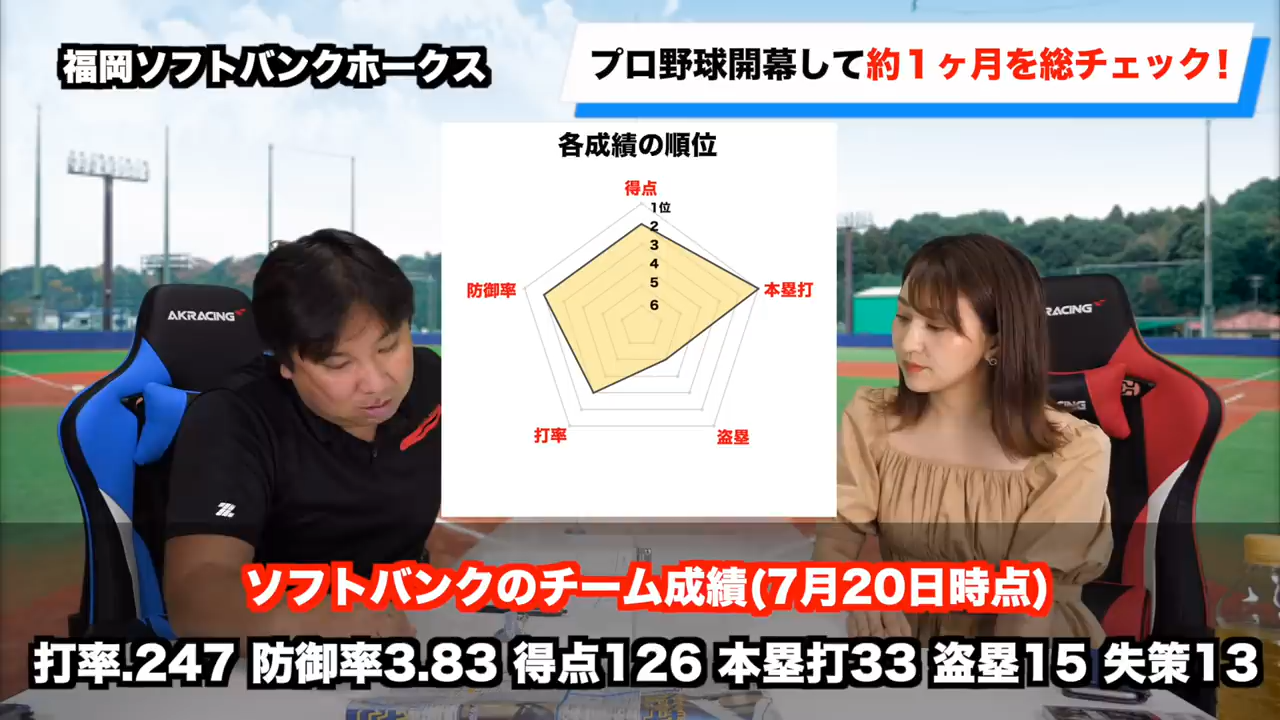 福岡ソフトバンクホークス
プロ野球開幕して約1ヶ月を総チェック!
各成績の順位
得点
1位
2
3
4
5
6
防御率
本塁打
打率
盗塁
AKRACING
RACING
ソフトバンクのチーム成績(7月20日時点)
打率.247 防御率3.83 得点126 本塁打33 盗塁15 失策13